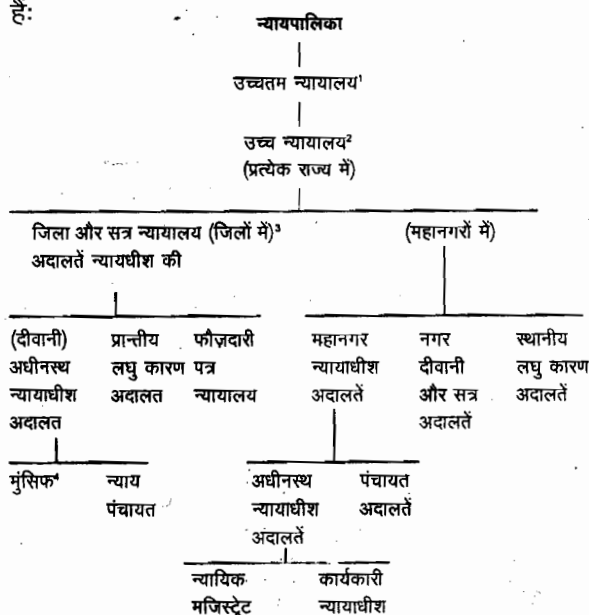 हैः
न्यायपालिका
उच्चतम न्यायालय¹
उच्च न्यायालय²
(प्रत्येक राज्य में)
जिला और सत्र न्यायालय (जिलों में)³
अदालतें न्यायधीश की
(महानगरों में)
(दीवानी)
अधीनस्थ
न्यायाधीश
अदालत
प्रान्तीय
लघु कारण
अदालत
फौज़दारी
पत्र
न्यायालय
महानगर
न्यायाधीश
अदालतें
नगर
दीवानी
और सत्र
अदालतें
स्थानीय
लघु कारण
अदालतें
मुंसिफ⁴
न्याय
पंचायत
अधीनस्थ
न्यायाधीश
अदालतें
पंचायत
अदालतें
न्यायिक
मजिस्ट्रेट
कार्यकारी
न्यायाधीश